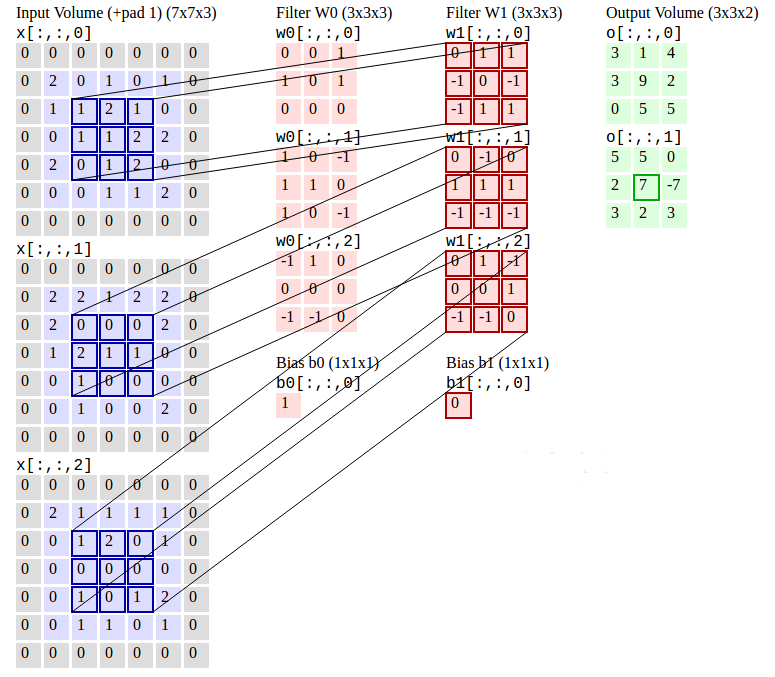 Input Volume (+pad 1) (7x7x3)
x[:,:,0]
0 0 0 0 0 0 0
0 2 0 1 0 1 0
0 1 1 2 1 0 0
0 0 1 1 2 2 0
0 2 0 1 2 0 0
0 0 0 1 1 2 0
0 0 0 0 0 0 0
x[:,:,1]
0 0 0 0 0 0 0
0 2 2 1 2 2 0
0 2 0 0 0 2 0
0 1 2 1 1 0 0
0 0 1 0 0 0 0
0 0 1 0 0 2 0
0 0 0 0 0 0 0
x[:,:,2]
0 0 0 0 0 0 0
0 2 1 1 1 1 0
0 0 1 2 0 1 0
0 0 0 0 0 0 0
0 0 1 0 1 2 0
0 0 1 1 0 1 0
0 0 0 0 0 0 0
Filter W0 (3x3x3)
w0[:,:,0]
0 0 1
1 0 1
0 0 0
w0[:,:,1]
1 0 -1
1 1 0
1 0 -1
w0[:,:,2]
-1 1 0
0 0 0
-1 -1 0
Bias b0 (1x1x1)
b0[:,:,0]
1
Filter W1 (3x3x3)
w1[:,:,0]
0 1 1
-1 0 -1
-1 1 1
w1[:,:,1]
0 -1 0
1 1 1
-1 -1 -1
w1[:,:,2]
0 1 -1
0 0 1
-1 -1 0
Bias b1 (1x1x1)
b1[:,:,0]
0
Output Volume (3x3x2)
o[:,:,0]
3 1 4
3 9 2
0 5 5
o[:,:,1]
5 5 0
2 7 -7
3 2 3